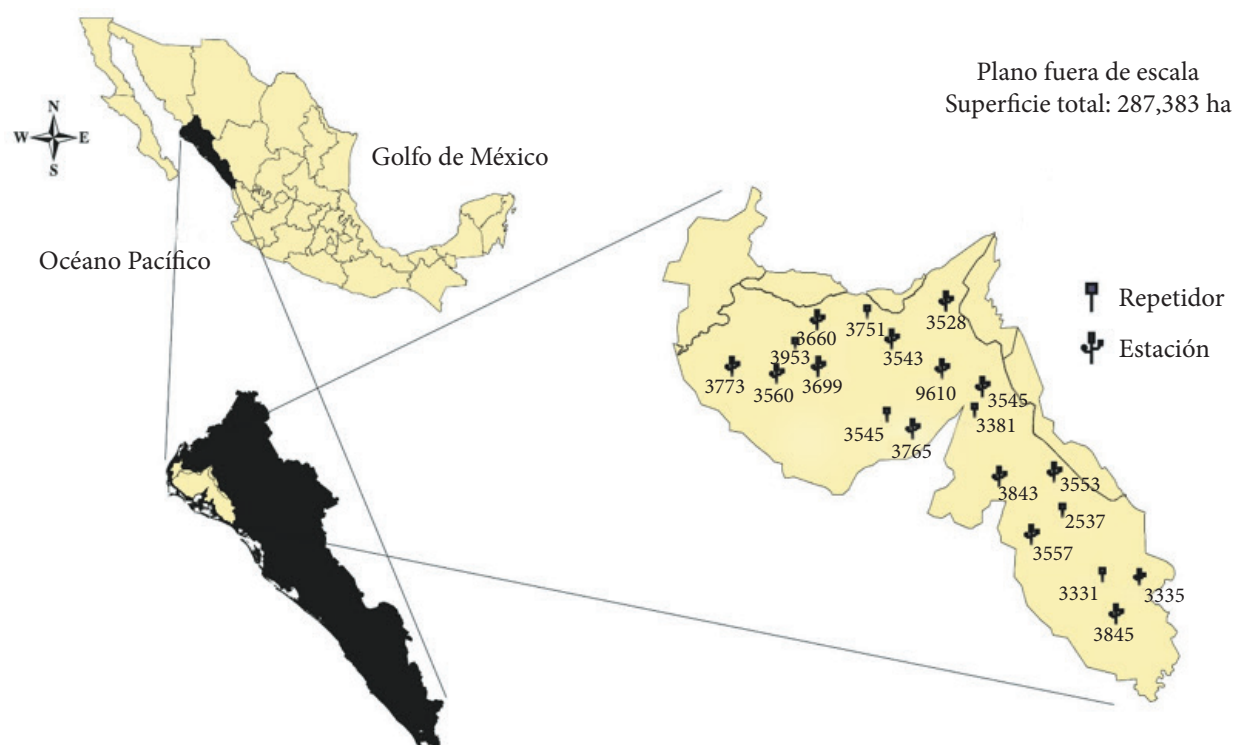 Plano fuera de escala
Superficie total: 287,383 ha
N
W E
S
Golfo de México
Océano Pacífico
Repetidor
Estación
3751
3528
3660
3953
3543
3773
3560
3699
9610
3545
3381
3545
3765
3843
3553
2537
3557
3331
3335
3845